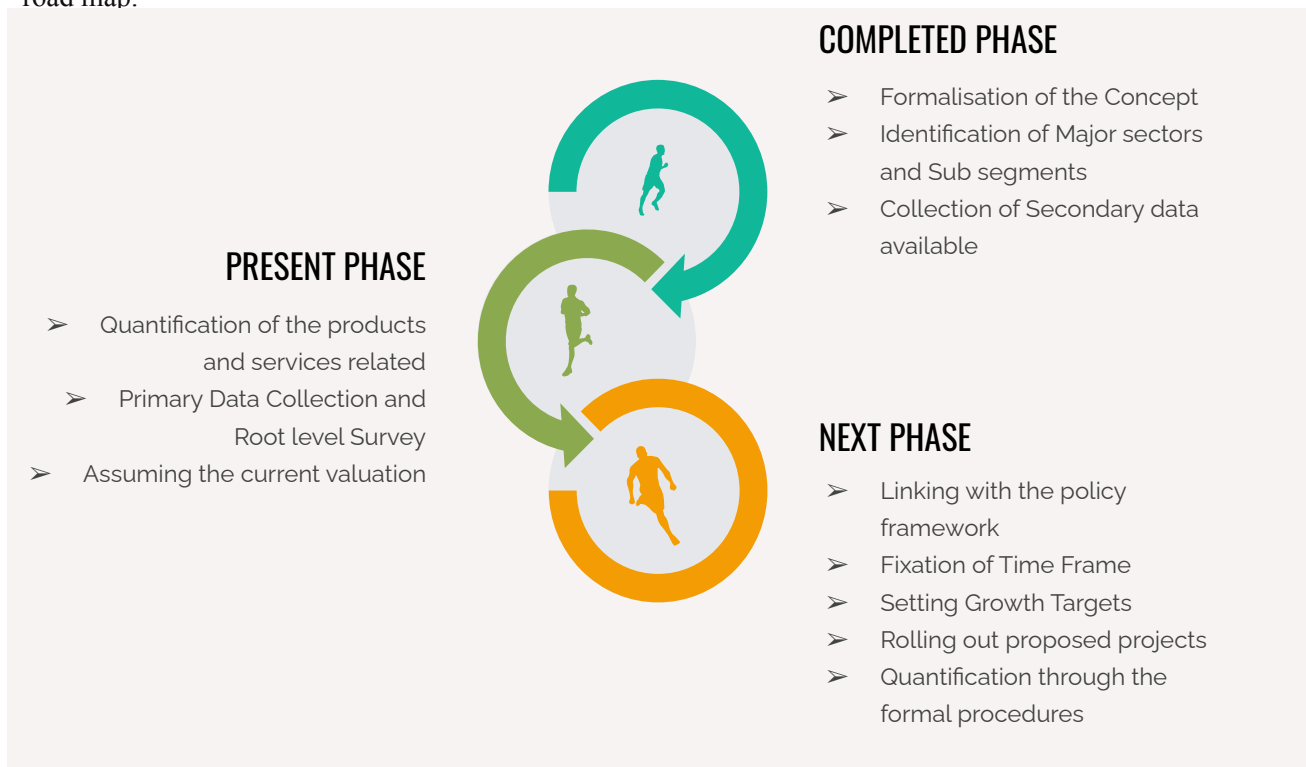 road map.
COMPLETED PHASE
➢ Formalisation of the Concept
➢ Identification of Major sectors
and Sub segments
➢ Collection of Secondary data
available
PRESENT PHASE
➢ Quantification of the products
and services related
➢ Primary Data Collection and
Root level Survey
➢ Assuming the current valuation
NEXT PHASE
➢ Linking with the policy
framework
➢ Fixation of Time Frame
➢ Setting Growth Targets
➢ Rolling out proposed projects
➢ Quantification through the
formal procedures